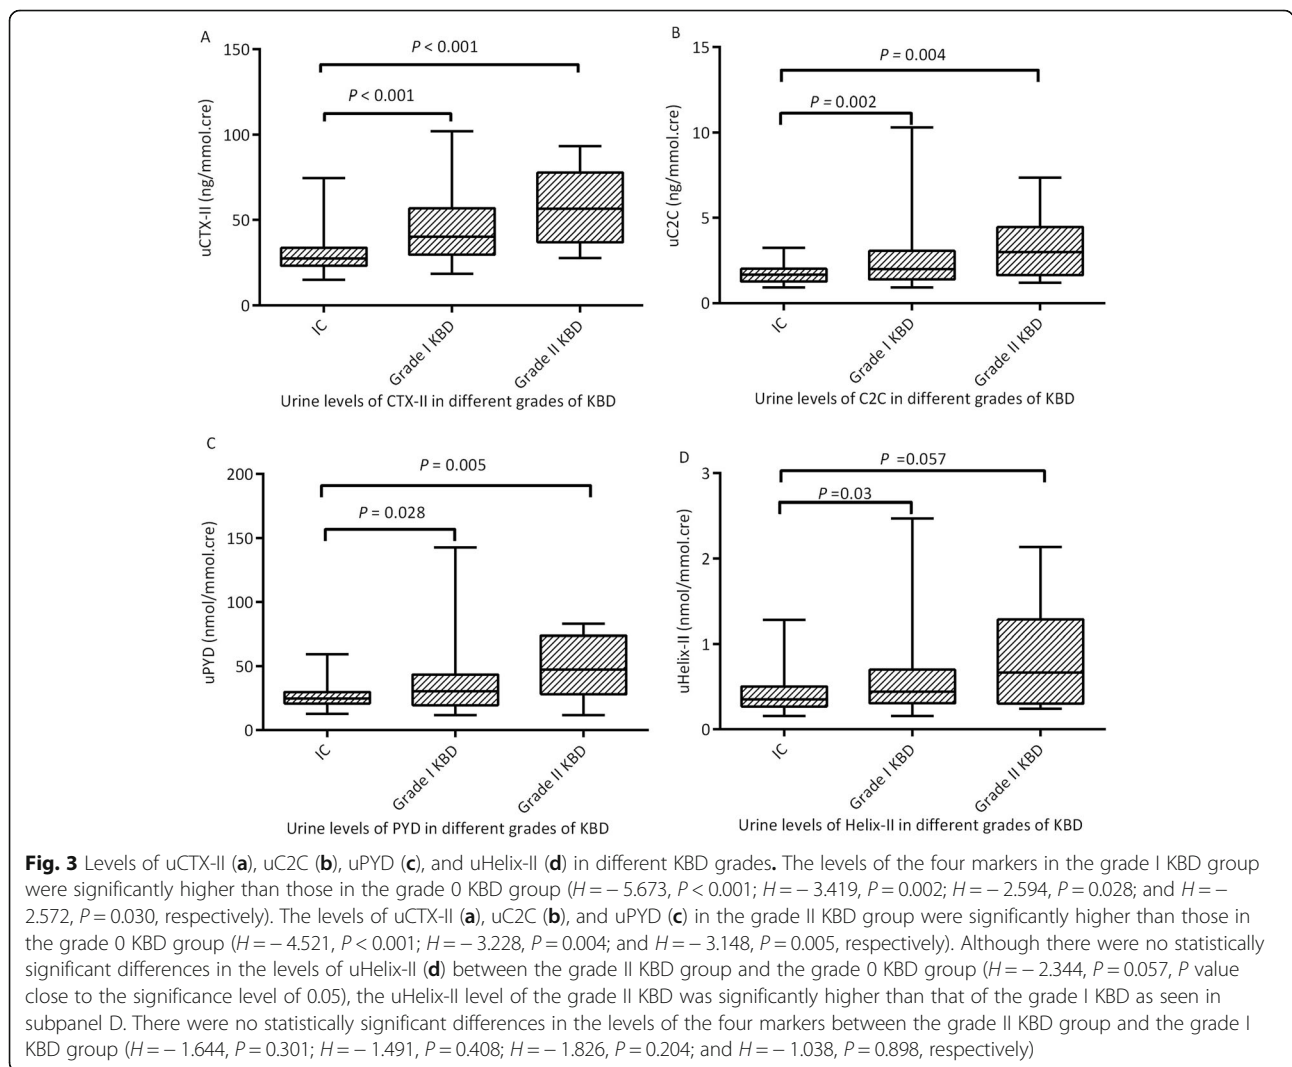 A
P < 0.001
P < 0.001
150
100
50
0
uCTX-II (ng/mmol.cre)
IC
Grade I KBD
Grade II KBD
Urine levels of CTX-II in different grades of KBD
B
P = 0.004
P = 0.002
15
10
5
0
uC2C (ng/mmol.cre)
IC
Grade I KBD
Grade II KBD
Urine levels of C2C in different grades of KBD
C
P = 0.005
P = 0.028
200
150
100
50
0
uPYD (nmol/mmol.cre)
IC
Grade I KBD
Grade II KBD
Urine levels of PYD in different grades of KBD
D
P =0.057
P =0.03
3
2
1
0
uHelix-II (nmol/mmol.cre)
IC
Grade I KBD
Grade II KBD
Urine levels of Helix-II in different grades of KBD
Fig. 3 Levels of uCTX-II (a), uC2C (b), uPYD (c), and uHelix-II (d) in different KBD grades. The levels of the four markers in the grade I KBD group
were significantly higher than those in the grade 0 KBD group (H = − 5.673, P < 0.001; H = − 3.419, P = 0.002; H = − 2.594, P = 0.028; and H = −
2.572, P = 0.030, respectively). The levels of uCTX-II (a), uC2C (b), and uPYD (c) in the grade II KBD group were significantly higher than those in
the grade 0 KBD group (H = − 4.521, P < 0.001; H = − 3.228, P = 0.004; and H = − 3.148, P = 0.005, respectively). Although there were no statistically
significant differences in the levels of uHelix-II (d) between the grade II KBD group and the grade 0 KBD group (H = − 2.344, P = 0.057, P value
close to the significance level of 0.05), the uHelix-II level of the grade II KBD was significantly higher than that of the grade I KBD as seen in
subpanel D. There were no statistically significant differences in the levels of the four markers between the grade II KBD group and the grade I
KBD group (H = − 1.644, P = 0.301; H = − 1.491, P = 0.408; H = − 1.826, P = 0.204; and H = − 1.038, P = 0.898, respectively)